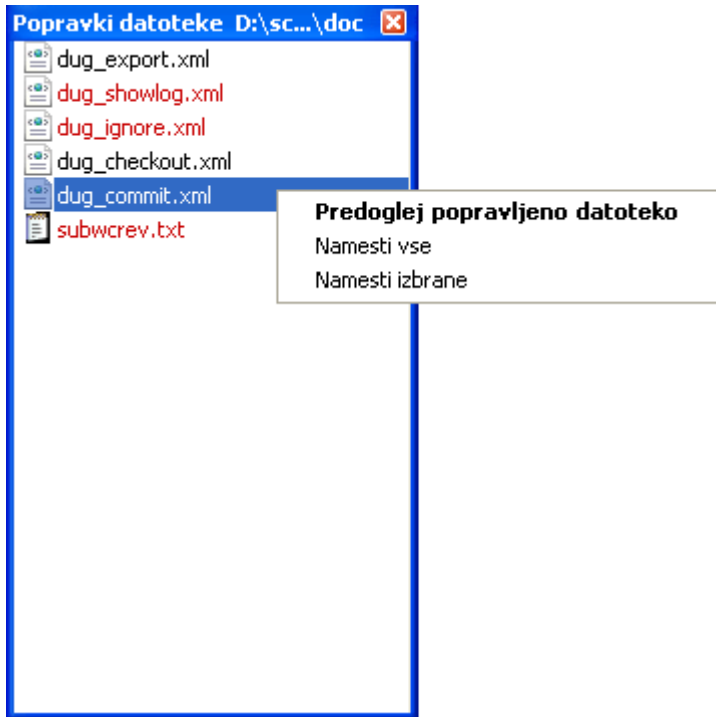 Popravki datoteke D:\sc...\doc
dug_export.xml
dug_showlog.xml
dug_ignore.xml
dug_checkout.xml
dug_commit.xml
subwcrev.txt
Predoglej popravljeno datoteko
Namesti vse
Namesti izbrane